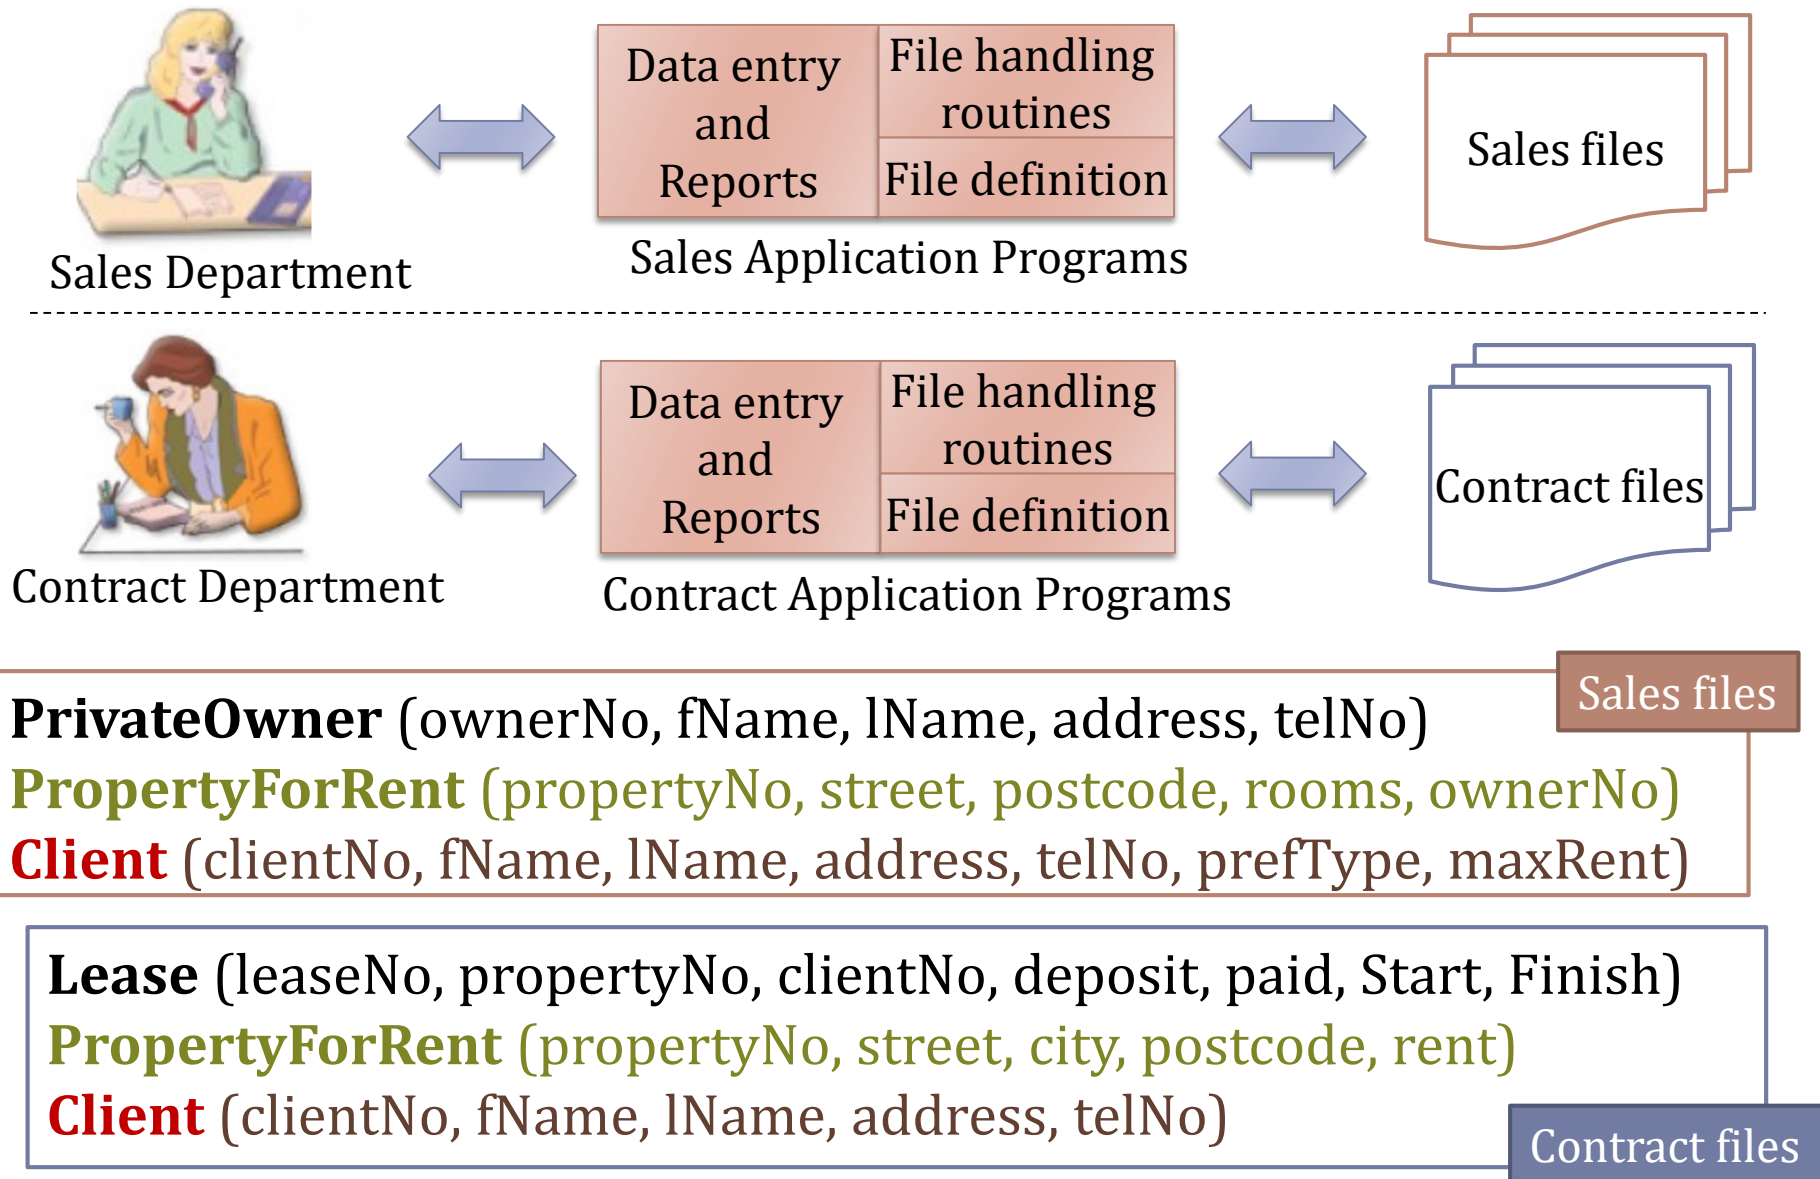 Data entry
and
Reports
File handling
routines
File definition
Sales files
Sales Department
Sales Application Programs
Data entry
and
Reports
File handling
routines
File definition
Contract files
Contract Department
Contract Application Programs
Sales files
PrivateOwner (ownerNo, fName, lName, address, telNo)
PropertyForRent (propertyNo, street, postcode, rooms, ownerNo)
Client (clientNo, fName, lName, address, telNo, prefType, maxRent)
Lease (leaseNo, propertyNo, clientNo, deposit, paid, Start, Finish)
PropertyForRent (propertyNo, street, city, postcode, rent)
Client (clientNo, fName, lName, address, telNo)
Contract files